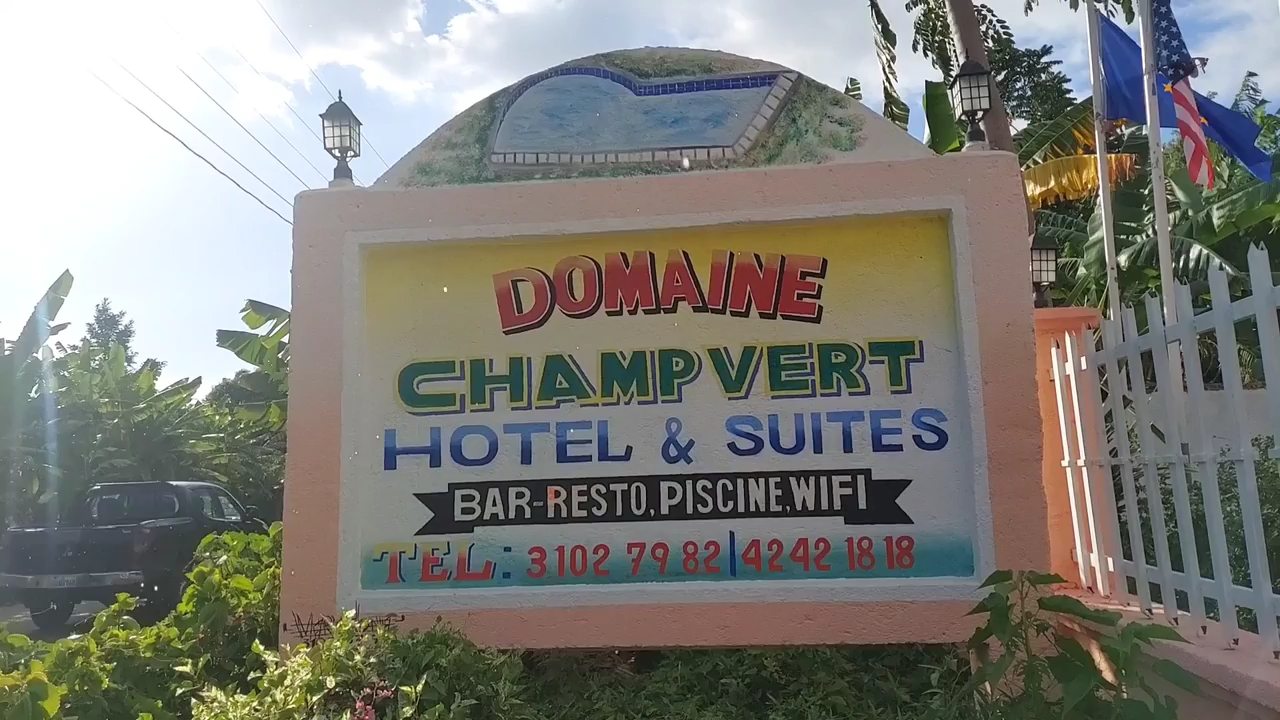 DOMAINE
CHAMPVERT
HOTEL & SUITES
BAR-RESTO, PISCINE, WIFI
TEL: 3102 79 82 | 4242 18 18